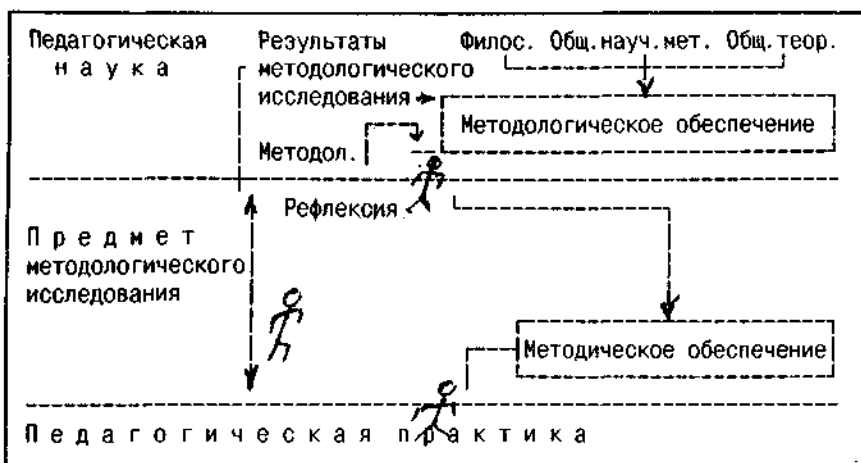 Педагогическая
наука
Результаты
методологического
исследования
Филос. Общ.науч.мет. Общ.теор.
Методологическое обеспечение
Методол.
Рефлексия
Предмет
методологического
исследования
Методическое обеспечение
Педагогическая практика